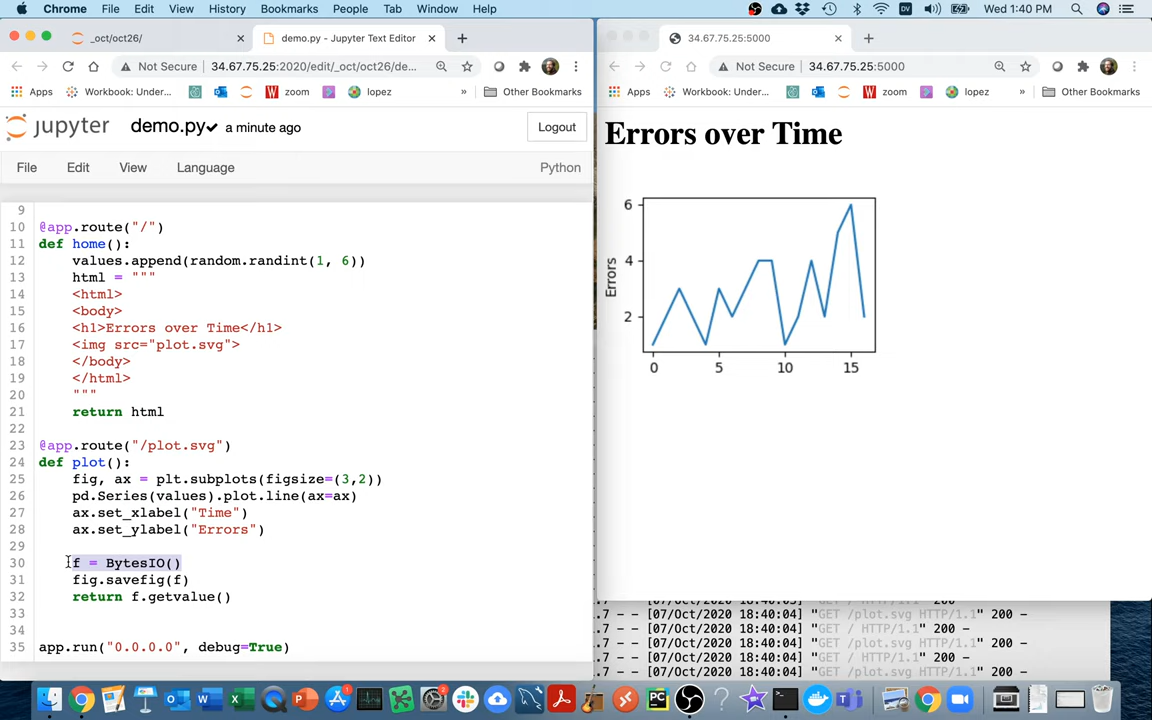 Chrome File Edit View History Bookmarks People Tab Window Help
Wed 1:40 PM
_oct/oct26/
demo.py - Jupyter Text Editor
Not Secure 34.67.75.25:2020/edit/_oct/oct26/de...
Apps Workbook: Under... zoom lopez » Other Bookmarks
jupyter demo.py a minute ago
Logout
File Edit View Language Python
9
10 @app.route("/")
11 def home():
12 values.append(random.randint(1, 6))
13 html = """
14 <html>
15 <body>
16 <h1>Errors over Time</h1>
17 <img src="plot.svg">
18 </body>
19 </html>
20 """
21 return html
22
23 @app.route("/plot.svg")
24 def plot():
25 fig, ax = plt.subplots(figsize=(3,2))
26 pd.Series(values).plot.line(ax=ax)
27 ax.set_xlabel("Time")
28 ax.set_ylabel("Errors")
29
30 f = BytesIO()
31 fig.savefig(f)
32 return f.getvalue()
33
34
35 app.run("0.0.0.0", debug=True)
34.67.75.25:5000
Not Secure 34.67.75.25:5000
Apps Workbook: Under... zoom lopez » Other Bookmarks
Errors over Time
6
4
2
Errors
0 5 10 15
.7 - - [07/Oct/2020 18:40:04] "GET /plot.svg HTTP/1.1" 200 -
.7 - - [07/Oct/2020 18:40:04] "GET / HTTP/1.1" 200 -
.7 - - [07/Oct/2020 18:40:04] "GET /plot.svg HTTP/1.1" 200 -
.7 - - [07/Oct/2020 18:40:04] "GET / HTTP/1.1" 200 -
.7 - - [07/Oct/2020 18:40:04] "GET /plot.svg HTTP/1.1" 200 -